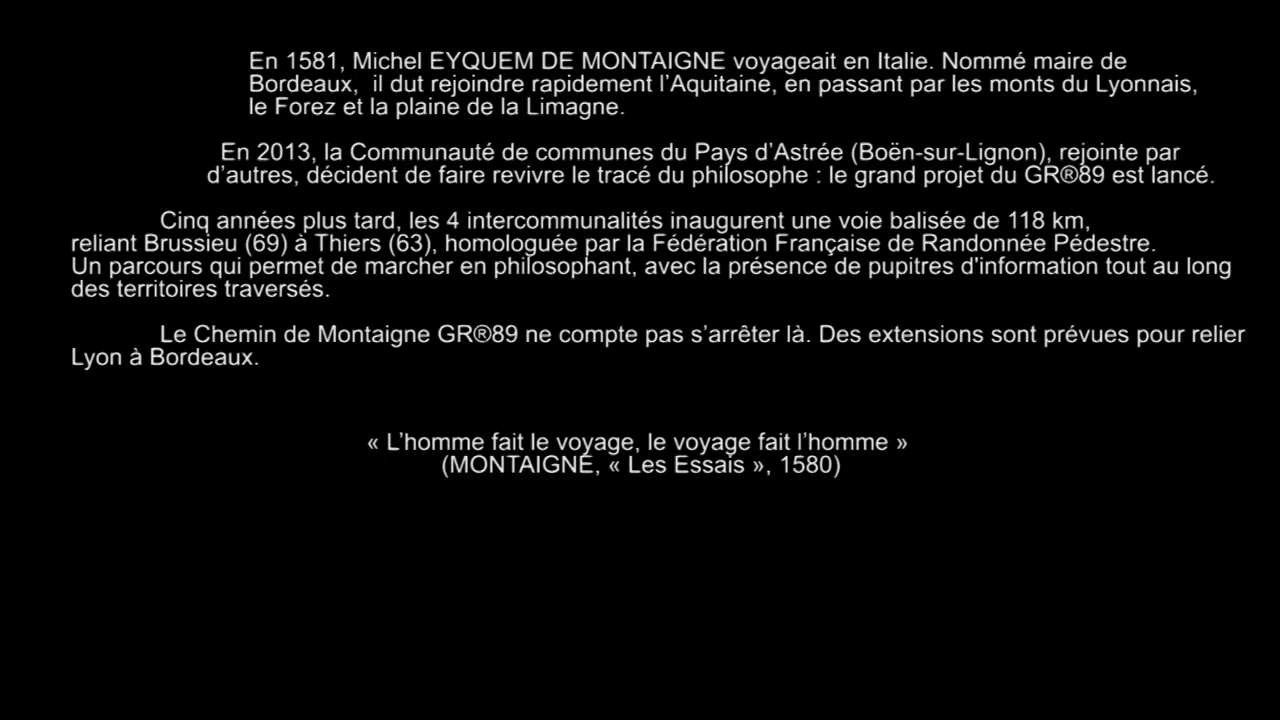 En 1581, Michel EYQUEM DE MONTAIGNE voyageait en Italie. Nommé maire de
Bordeaux,  il dut rejoindre rapidement l’Aquitaine, en passant par les monts du Lyonnais,
le Forez et la plaine de la Limagne.
En 2013, la Communauté de communes du Pays d’Astrée (Boën-sur-Lignon), rejointe par
d’autres, décident de faire revivre le tracé du philosophe : le grand projet du GR®89 est lancé.
Cinq années plus tard, les 4 intercommunalités inaugurent une voie balisée de 118 km,
reliant Brussieu (69) à Thiers (63), homologuée par la Fédération Française de Randonnée Pédestre.
Un parcours qui permet de marcher en philosophant, avec la présence de pupitres d'information tout au long
des territoires traversés.
Le Chemin de Montaigne GR®89 ne compte pas s’arrêter là. Des extensions sont prévues pour relier
Lyon à Bordeaux.
« L’homme fait le voyage, le voyage fait l’homme »
(MONTAIGNE, « Les Essais », 1580)